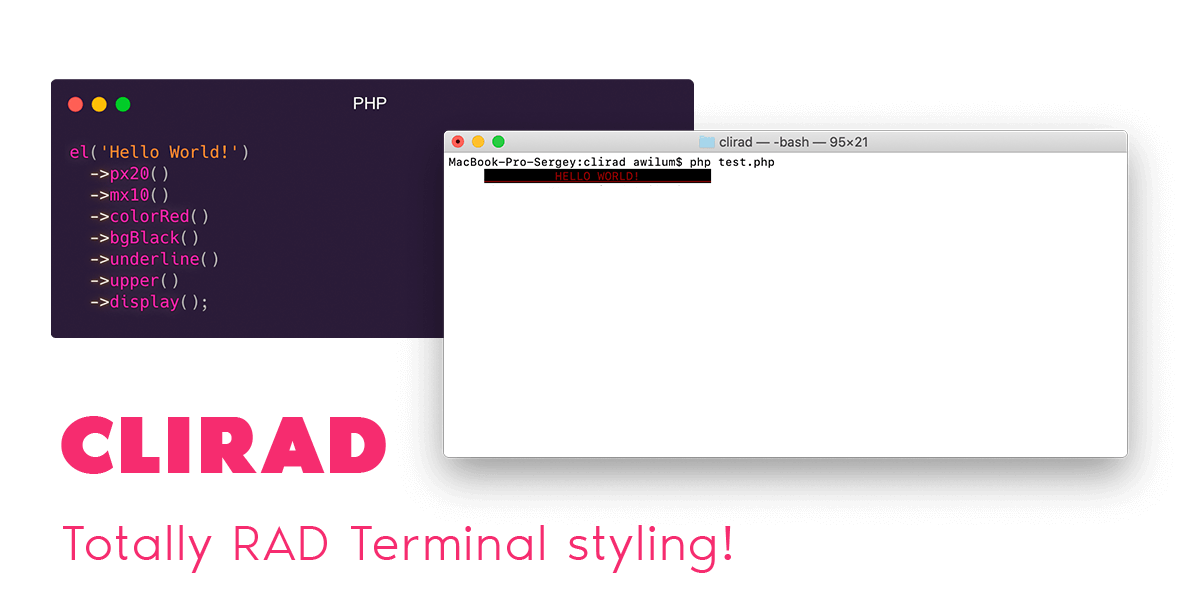 PHP
el('Hello World!')
->px20()
->mx10()
->colorRed()
->bgBlack()
->underline()
->upper()
->display();
clirad — -bash — 95×21
MacBook-Pro-Sergey:clirad awilum$ php test.php
HELLO WORLD!
CLIRAD
Totally RAD Terminal styling!